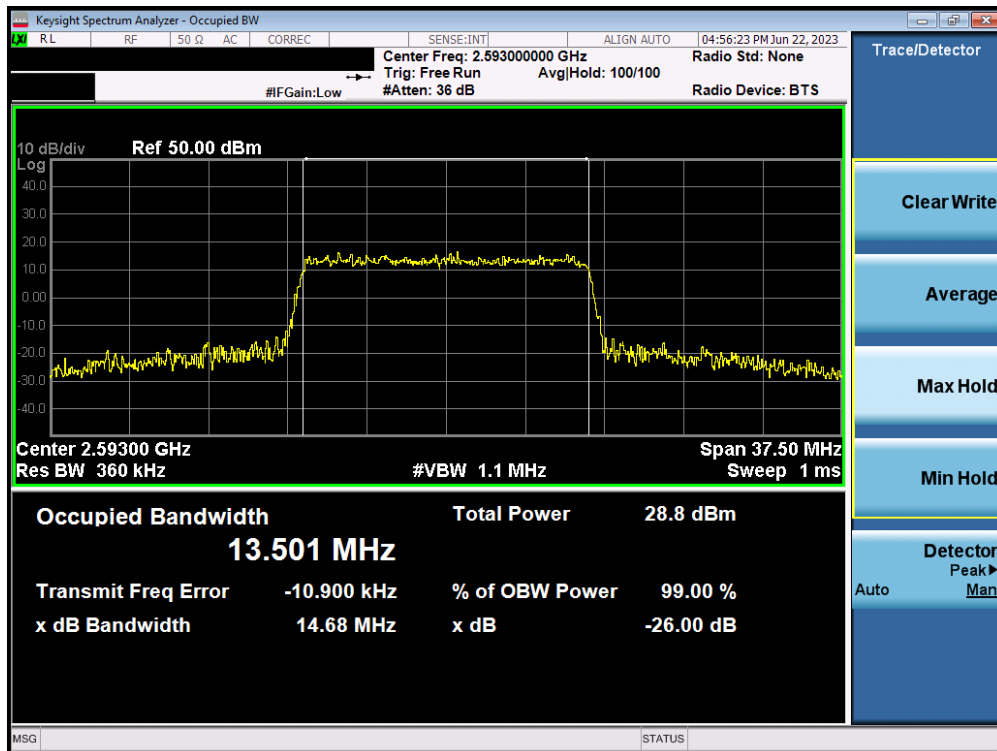 Keysight Spectrum Analyzer - Occupied BW
LXI RL RF 50 Ω AC CORREC SENSE:INT ALIGN AUTO 04:56:23 PM Jun 22, 2023
Center Freq: 2.593000000 GHz Radio Std: None
Trig: Free Run Avg|Hold: 100/100
#IFGain:Low #Atten: 36 dB Radio Device: BTS
Trace/Detector
10 dB/div Ref 50.00 dBm
Log
40.0
30.0
20.0
10.0
0.00
-10.0
-20.0
-30.0
-40.0
Center 2.59300 GHz Span 37.50 MHz
Res BW 360 kHz #VBW 1.1 MHz Sweep 1 ms
Occupied Bandwidth Total Power 28.8 dBm
13.501 MHz
Transmit Freq Error -10.900 kHz % of OBW Power 99.00 %
x dB Bandwidth 14.68 MHz x dB -26.00 dB
Clear Write
Average
Max Hold
Min Hold
Detector
Peak▶
Auto Man
MSG STATUS